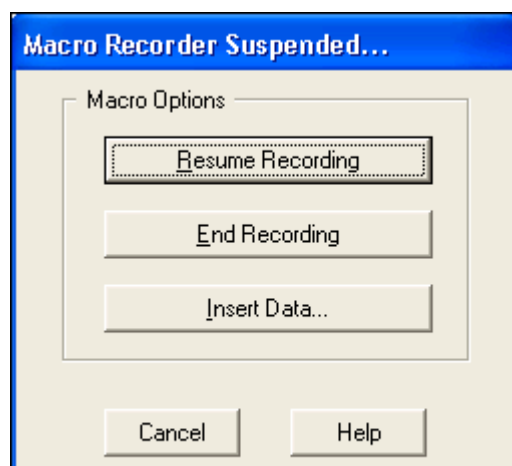 Macro Recorder Suspended...
Macro Options
Resume Recording
End Recording
Insert Data...
Cancel Help